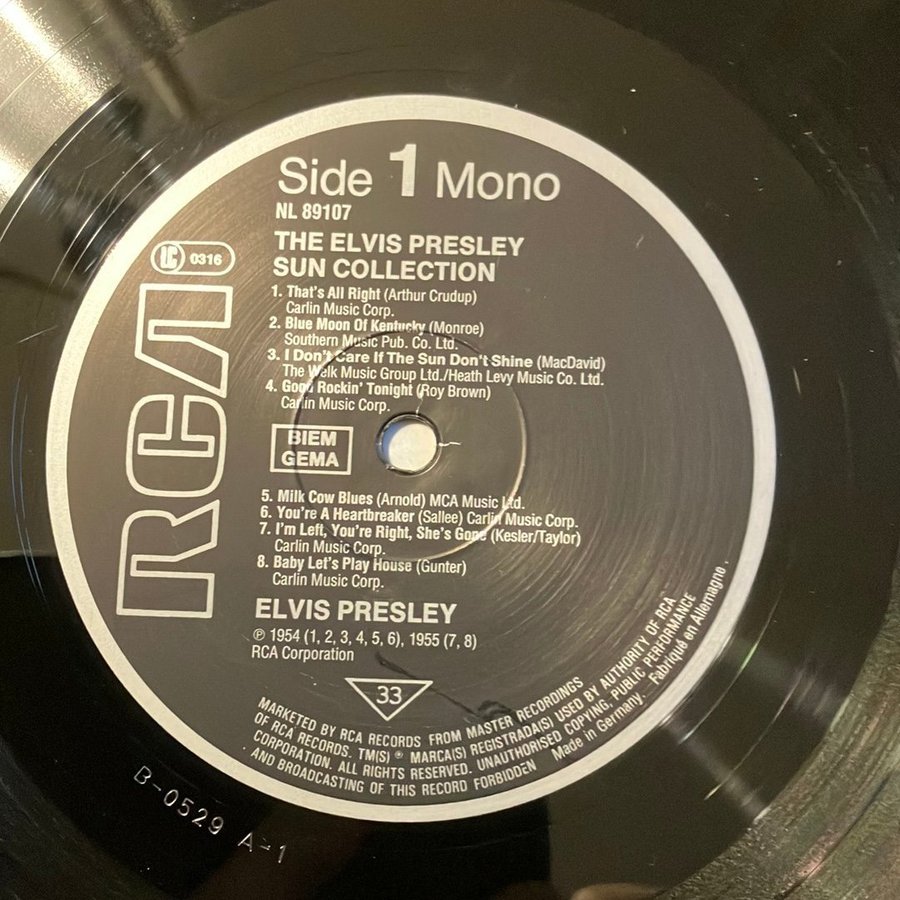 Side 1 Mono
NL 89107
THE ELVIS PRESLEY
SUN COLLECTION
LC 0316
1. That's All Right (Arthur Crudup)
Carlin Music Corp.
2. Blue Moon Of Kentucky (Monroe)
Southern Music Pub. Co. Ltd.
3. I Don't Care If The Sun Don't Shine (MacDavid)
The Welk Music Group Ltd./Heath Levy Music Co. Ltd.
4. Good Rockin' Tonight (Roy Brown)
Carlin Music Corp.
RCA
BIEM
GEMA
5. Milk Cow Blues (Arnold) MCA Music Ltd.
6. You're A Heartbreaker (Sallee) Carlin Music Corp.
7. I'm Left, You're Right, She's Gone (Kesler/Taylor)
Carlin Music Corp.
8. Baby Let's Play House (Gunter)
Carlin Music Corp.
ELVIS PRESLEY
℗ 1954 (1, 2, 3, 4, 5, 6), 1955 (7, 8)
RCA Corporation
33
MARKETED BY RCA RECORDS FROM MASTER RECORDINGS
OF RCA RECORDS. TM(S) ® MARCA(S) REGISTRADA(S) USED BY AUTHORITY OF RCA
CORPORATION. ALL RIGHTS RESERVED. UNAUTHORISED COPYING, PUBLIC PERFORMANCE
AND BROADCASTING OF THIS RECORD FORBIDDEN Made in Germany. Fabriqué en Allemagne.
B-0529 A-1